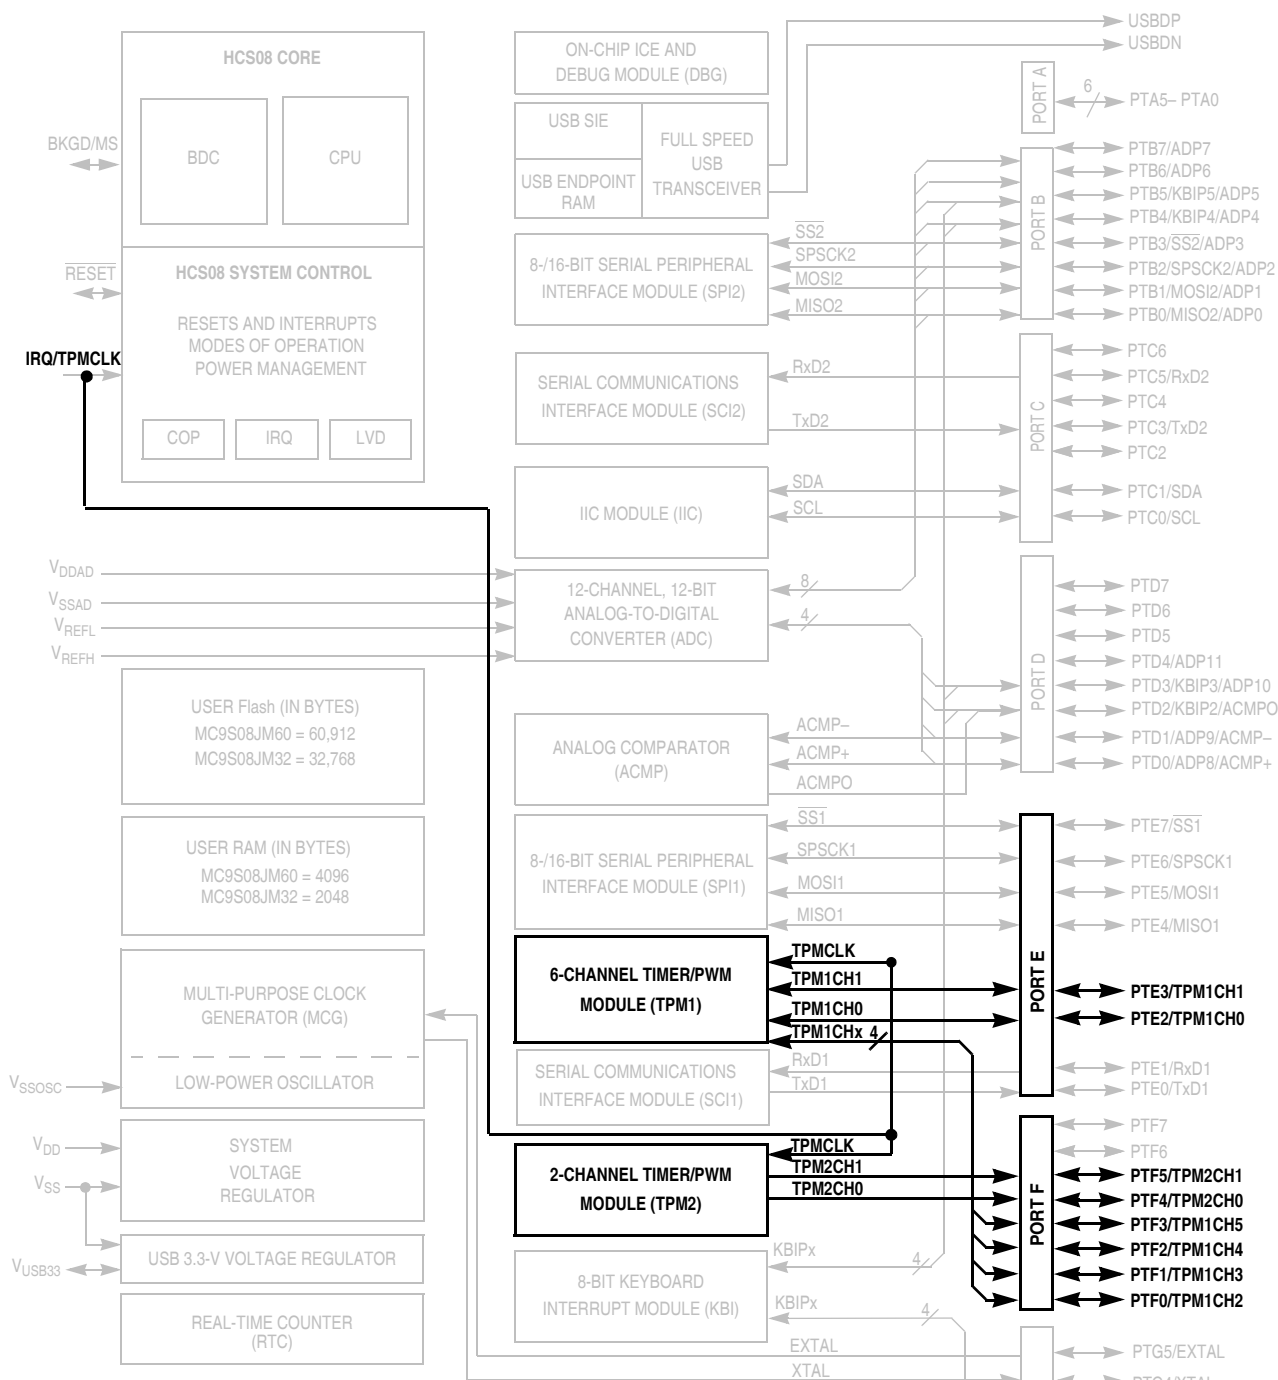 USBDP
USBDN
HCS08 CORE
BDC
CPU
BKGD/MS
HCS08 SYSTEM CONTROL
RESET
RESETS AND INTERRUPTS
MODES OF OPERATION
POWER MANAGEMENT
IRQ/TPMCLK
COP
IRQ
LVD
VDDAD
VSSAD
VREFL
VREFH
USER Flash (IN BYTES)
MC9S08JM60 = 60,912
MC9S08JM32 = 32,768
USER RAM (IN BYTES)
MC9S08JM60 = 4096
MC9S08JM32 = 2048
MULTI-PURPOSE CLOCK
GENERATOR (MCG)
LOW-POWER OSCILLATOR
VSSOSC
VDD
VSS
SYSTEM
VOLTAGE
REGULATOR
VUSB33
USB 3.3-V VOLTAGE REGULATOR
REAL-TIME COUNTER
(RTC)
ON-CHIP ICE AND
DEBUG MODULE (DBG)
USB SIE
USB ENDPOINT
RAM
FULL SPEED
USB
TRANSCEIVER
8-/16-BIT SERIAL PERIPHERAL
INTERFACE MODULE (SPI2)
SS2
SPSCK2
MOSI2
MISO2
SERIAL COMMUNICATIONS
INTERFACE MODULE (SCI2)
RxD2
TxD2
IIC MODULE (IIC)
SDA
SCL
12-CHANNEL, 12-BIT
ANALOG-TO-DIGITAL
CONVERTER (ADC)
8
4
ANALOG COMPARATOR
(ACMP)
ACMP–
ACMP+
ACMPO
8-/16-BIT SERIAL PERIPHERAL
INTERFACE MODULE (SPI1)
SS1
SPSCK1
MOSI1
MISO1
6-CHANNEL TIMER/PWM
MODULE (TPM1)
TPMCLK
TPM1CH1
TPM1CH0
TPM1CHx 4
SERIAL COMMUNICATIONS
INTERFACE MODULE (SCI1)
RxD1
TxD1
2-CHANNEL TIMER/PWM
MODULE (TPM2)
TPMCLK
TPM2CH1
TPM2CH0
8-BIT KEYBOARD
INTERRUPT MODULE (KBI)
KBIPx
4
KBIPx
4
EXTAL
XTAL
PORT A
6
PTA5– PTA0
PORT B
PTB7/ADP7
PTB6/ADP6
PTB5/KBIP5/ADP5
PTB4/KBIP4/ADP4
PTB3/SS2/ADP3
PTB2/SPSCK2/ADP2
PTB1/MOSI2/ADP1
PTB0/MISO2/ADP0
PORT C
PTC6
PTC5/RxD2
PTC4
PTC3/TxD2
PTC2
PTC1/SDA
PTC0/SCL
PORT D
PTD7
PTD6
PTD5
PTD4/ADP11
PTD3/KBIP3/ADP10
PTD2/KBIP2/ACMPO
PTD1/ADP9/ACMP–
PTD0/ADP8/ACMP+
PORT E
PTE7/SS1
PTE6/SPSCK1
PTE5/MOSI1
PTE4/MISO1
PTE3/TPM1CH1
PTE2/TPM1CH0
PTE1/RxD1
PTE0/TxD1
PORT F
PTF7
PTF6
PTF5/TPM2CH1
PTF4/TPM2CH0
PTF3/TPM1CH5
PTF2/TPM1CH4
PTF1/TPM1CH3
PTF0/TPM1CH2
PTG5/EXTAL